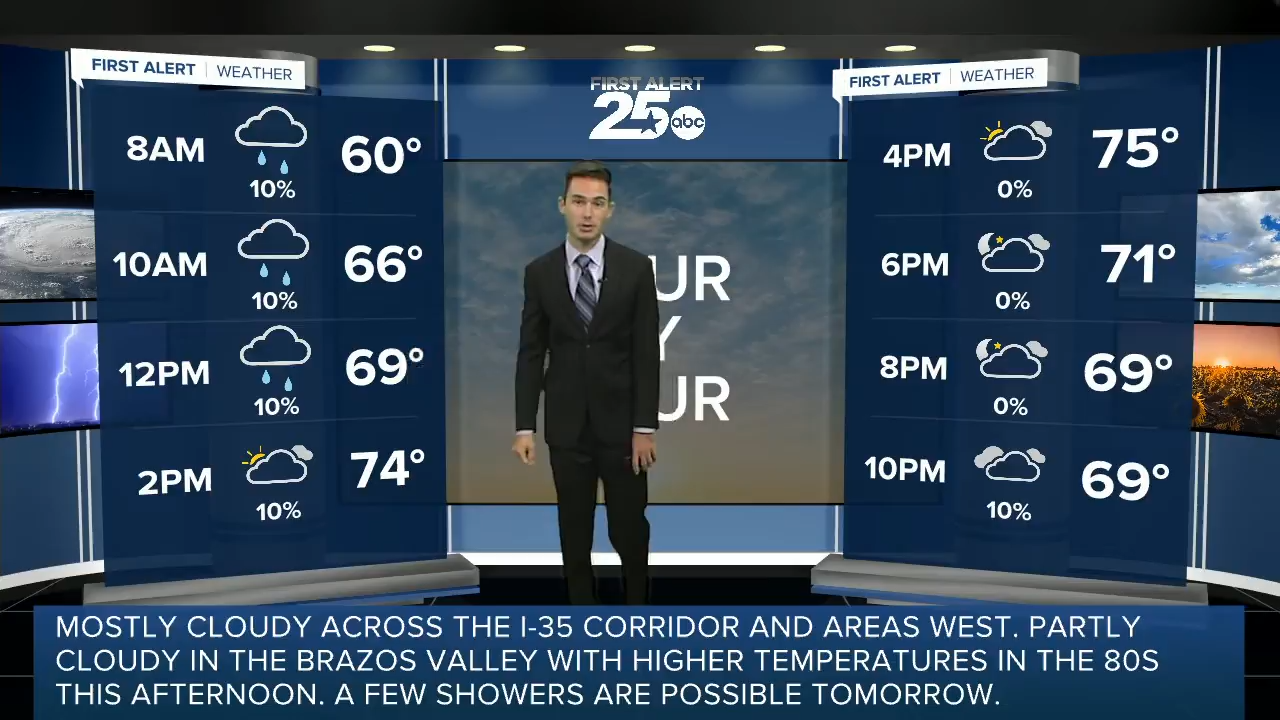 FIRST ALERT | WEATHER
8AM 10% 60°
10AM 10% 66°
12PM 10% 69°
2PM 10% 74°
FIRST ALERT
25 abc
UR
Y
UR
FIRST ALERT | WEATHER
4PM 0% 75°
6PM 0% 71°
8PM 0% 69°
10PM 10% 69°
MOSTLY CLOUDY ACROSS THE I-35 CORRIDOR AND AREAS WEST. PARTLY
CLOUDY IN THE BRAZOS VALLEY WITH HIGHER TEMPERATURES IN THE 80S
THIS AFTERNOON. A FEW SHOWERS ARE POSSIBLE TOMORROW.